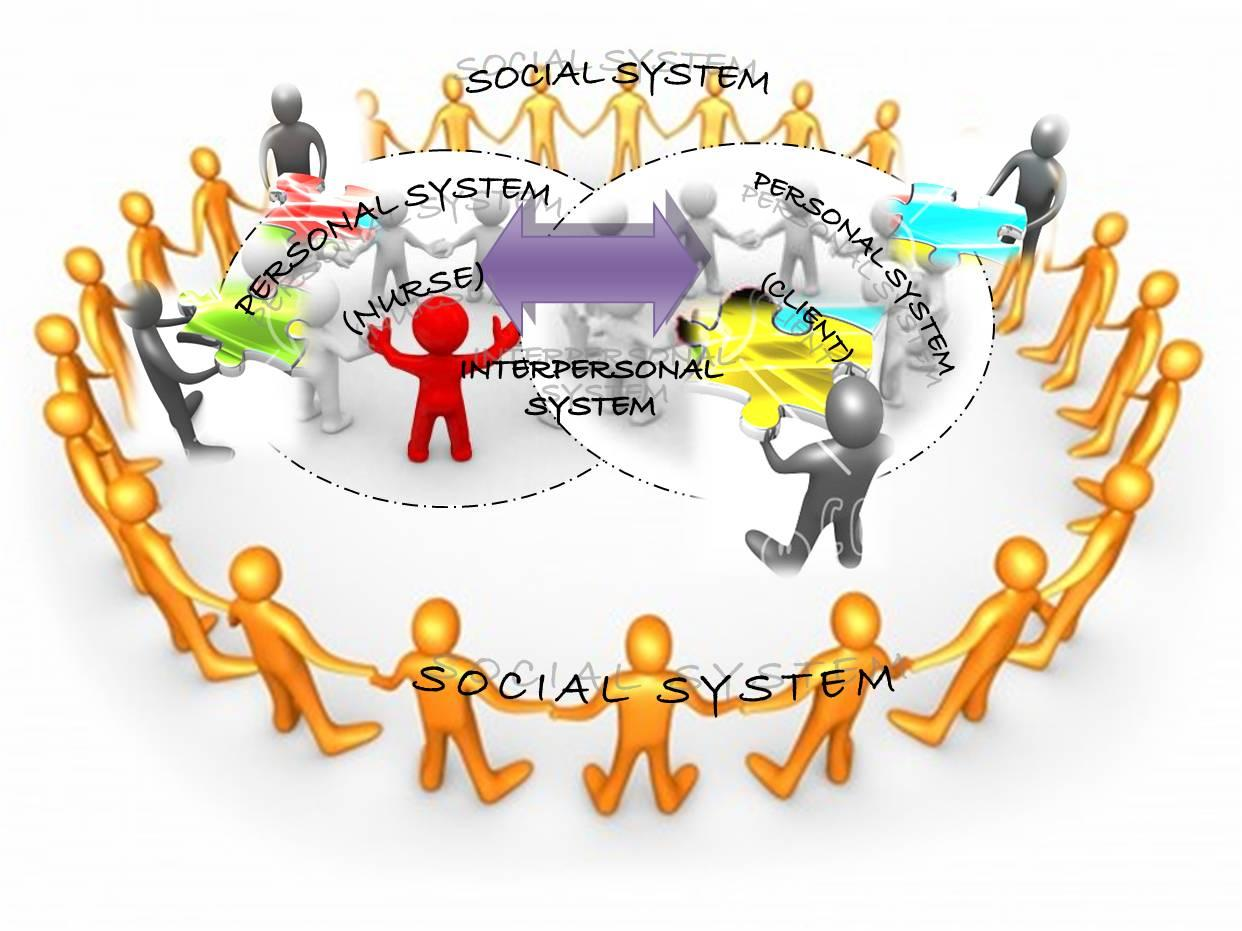 SOCIAL SYSTEM
PERSONAL SYSTEM
(NURSE)
PERSONAL SYSTEM
(CLIENT)
INTERPERSONAL
SYSTEM
SOCIAL SYSTEM